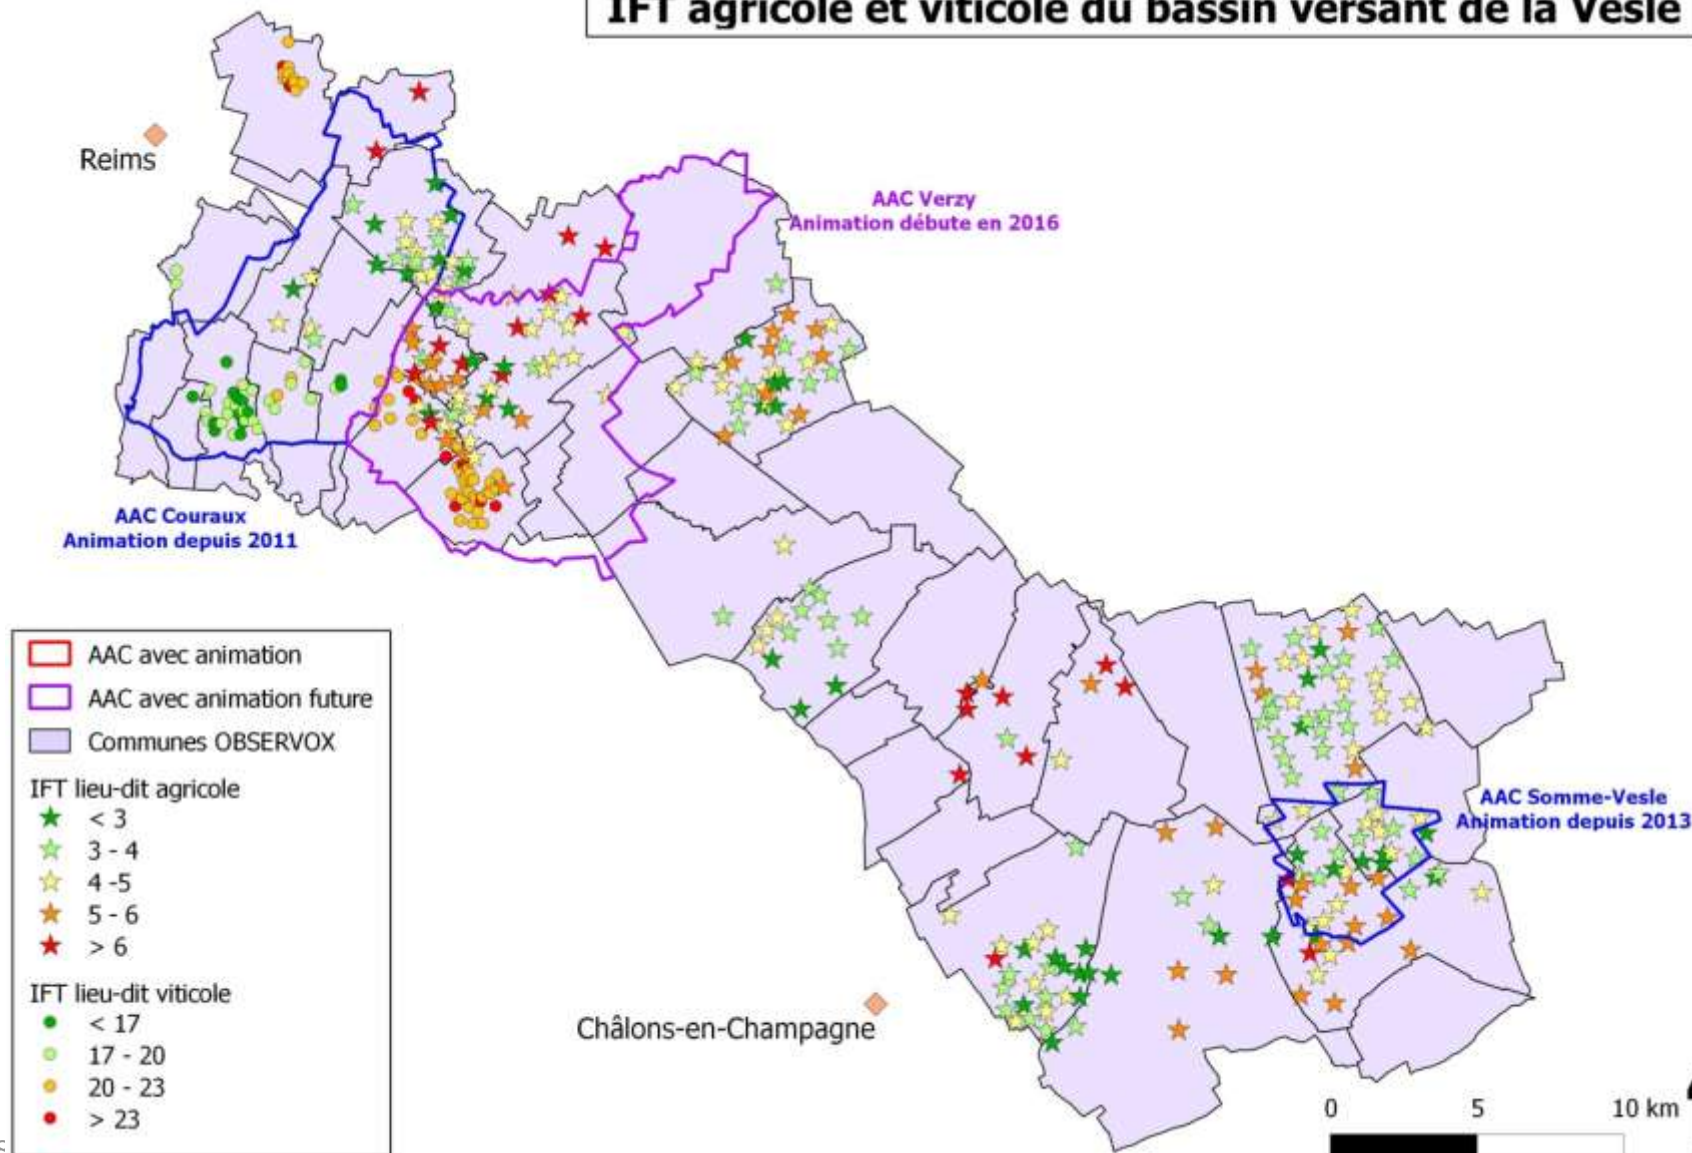 IFT agricole et viticole du bassin versant de la Vesle
Reims
AAC Verzy
Animation débute en 2016
AAC Couraux
Animation depuis 2011
AAC avec animation
AAC avec animation future
Communes OBSERVOX
IFT lieu-dit agricole
< 3
3 - 4
4 -5
5 - 6
> 6
IFT lieu-dit viticole
< 17
17 - 20
20 - 23
> 23
AAC Somme-Vesle
Animation depuis 2013
Châlons-en-Champagne
0 5 10 km